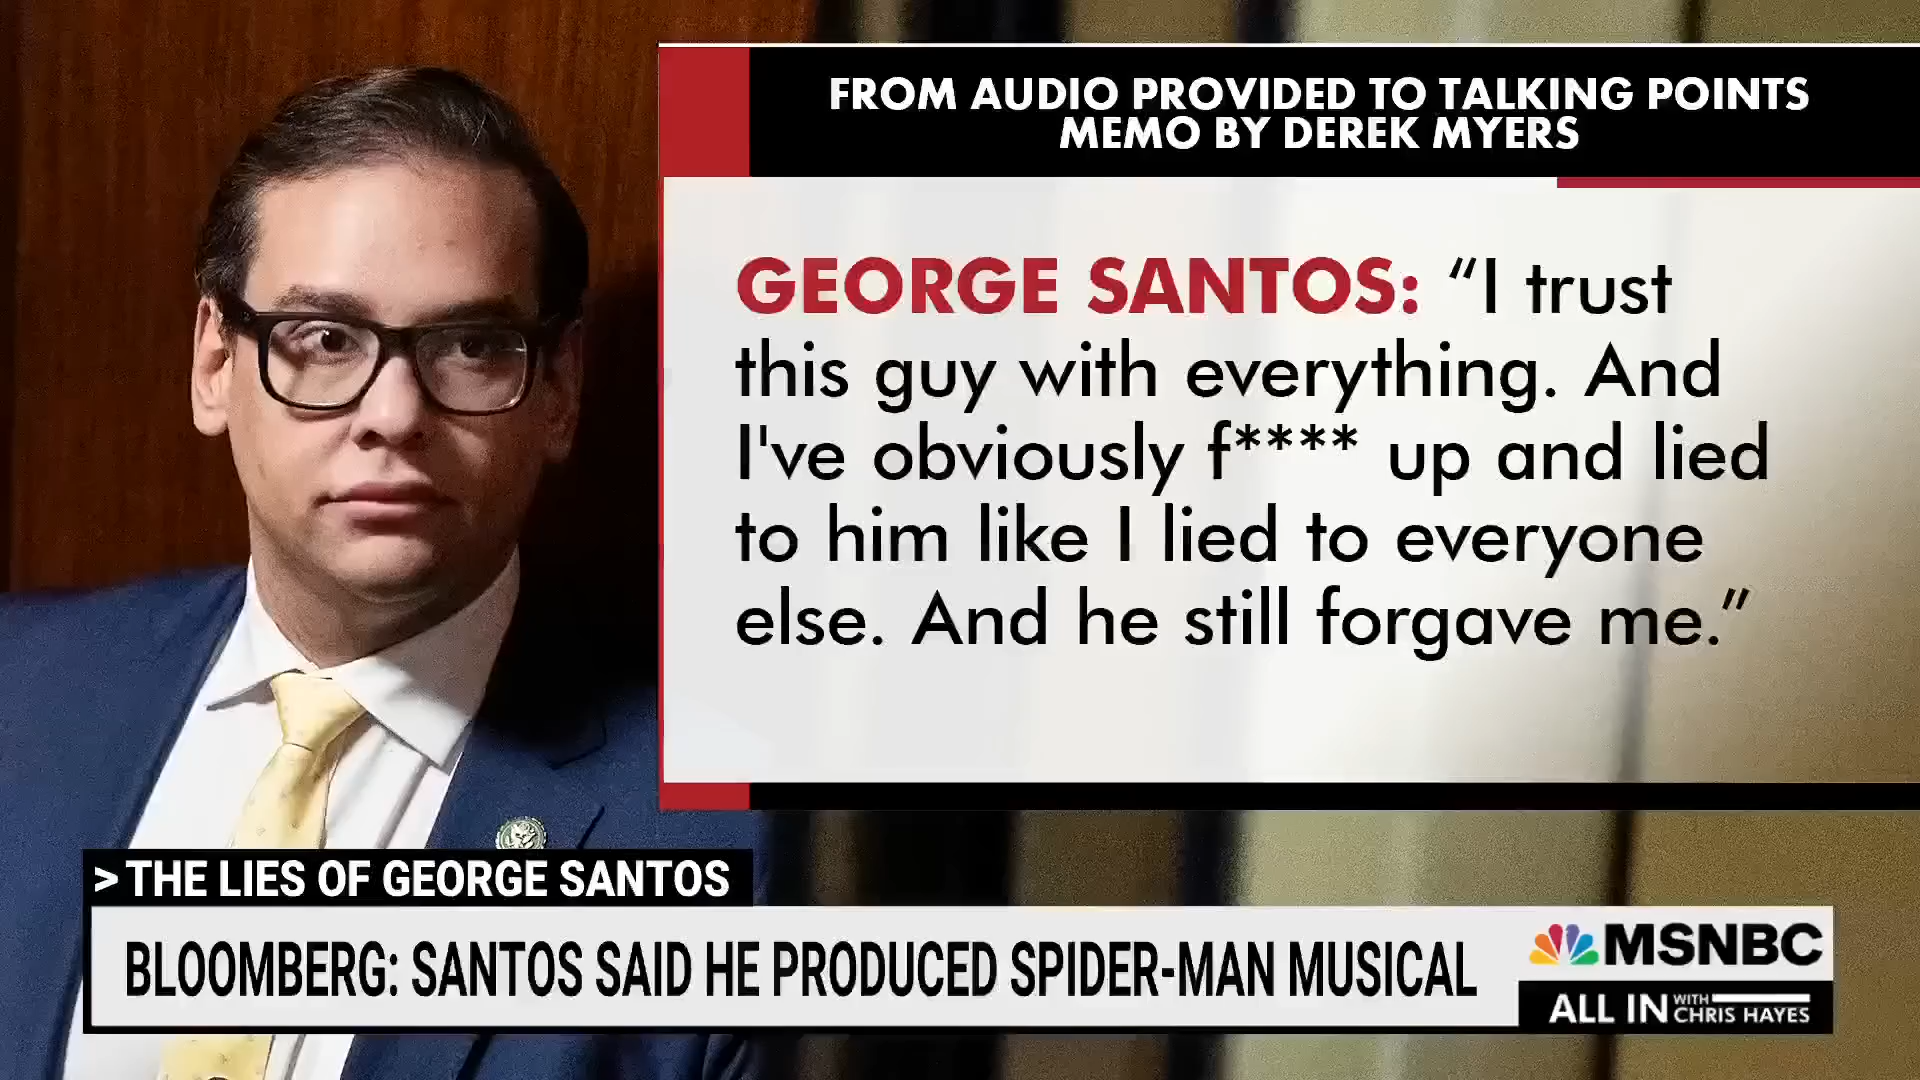 FROM AUDIO PROVIDED TO TALKING POINTS
MEMO BY DEREK MYERS
GEORGE SANTOS: “I trust
this guy with everything. And
I've obviously f**** up and lied
to him like I lied to everyone
else. And he still forgave me.”
>THE LIES OF GEORGE SANTOS
BLOOMBERG: SANTOS SAID HE PRODUCED SPIDER-MAN MUSICAL
MSNBC
ALL IN WITH CHRIS HAYES